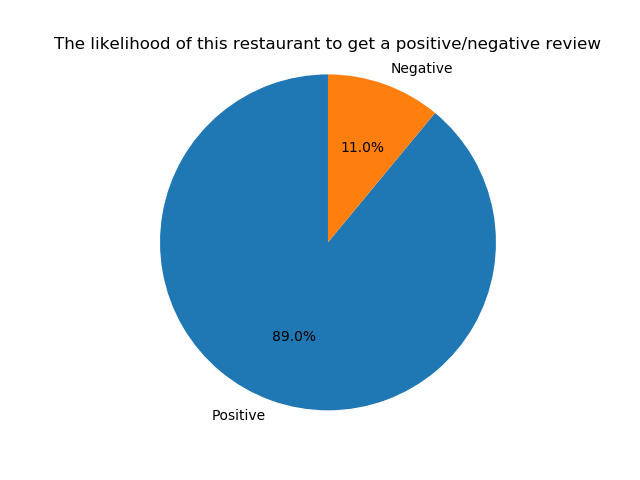 The likelihood of this restaurant to get a positive/negative review
Negative
11.0%
89.0%
Positive